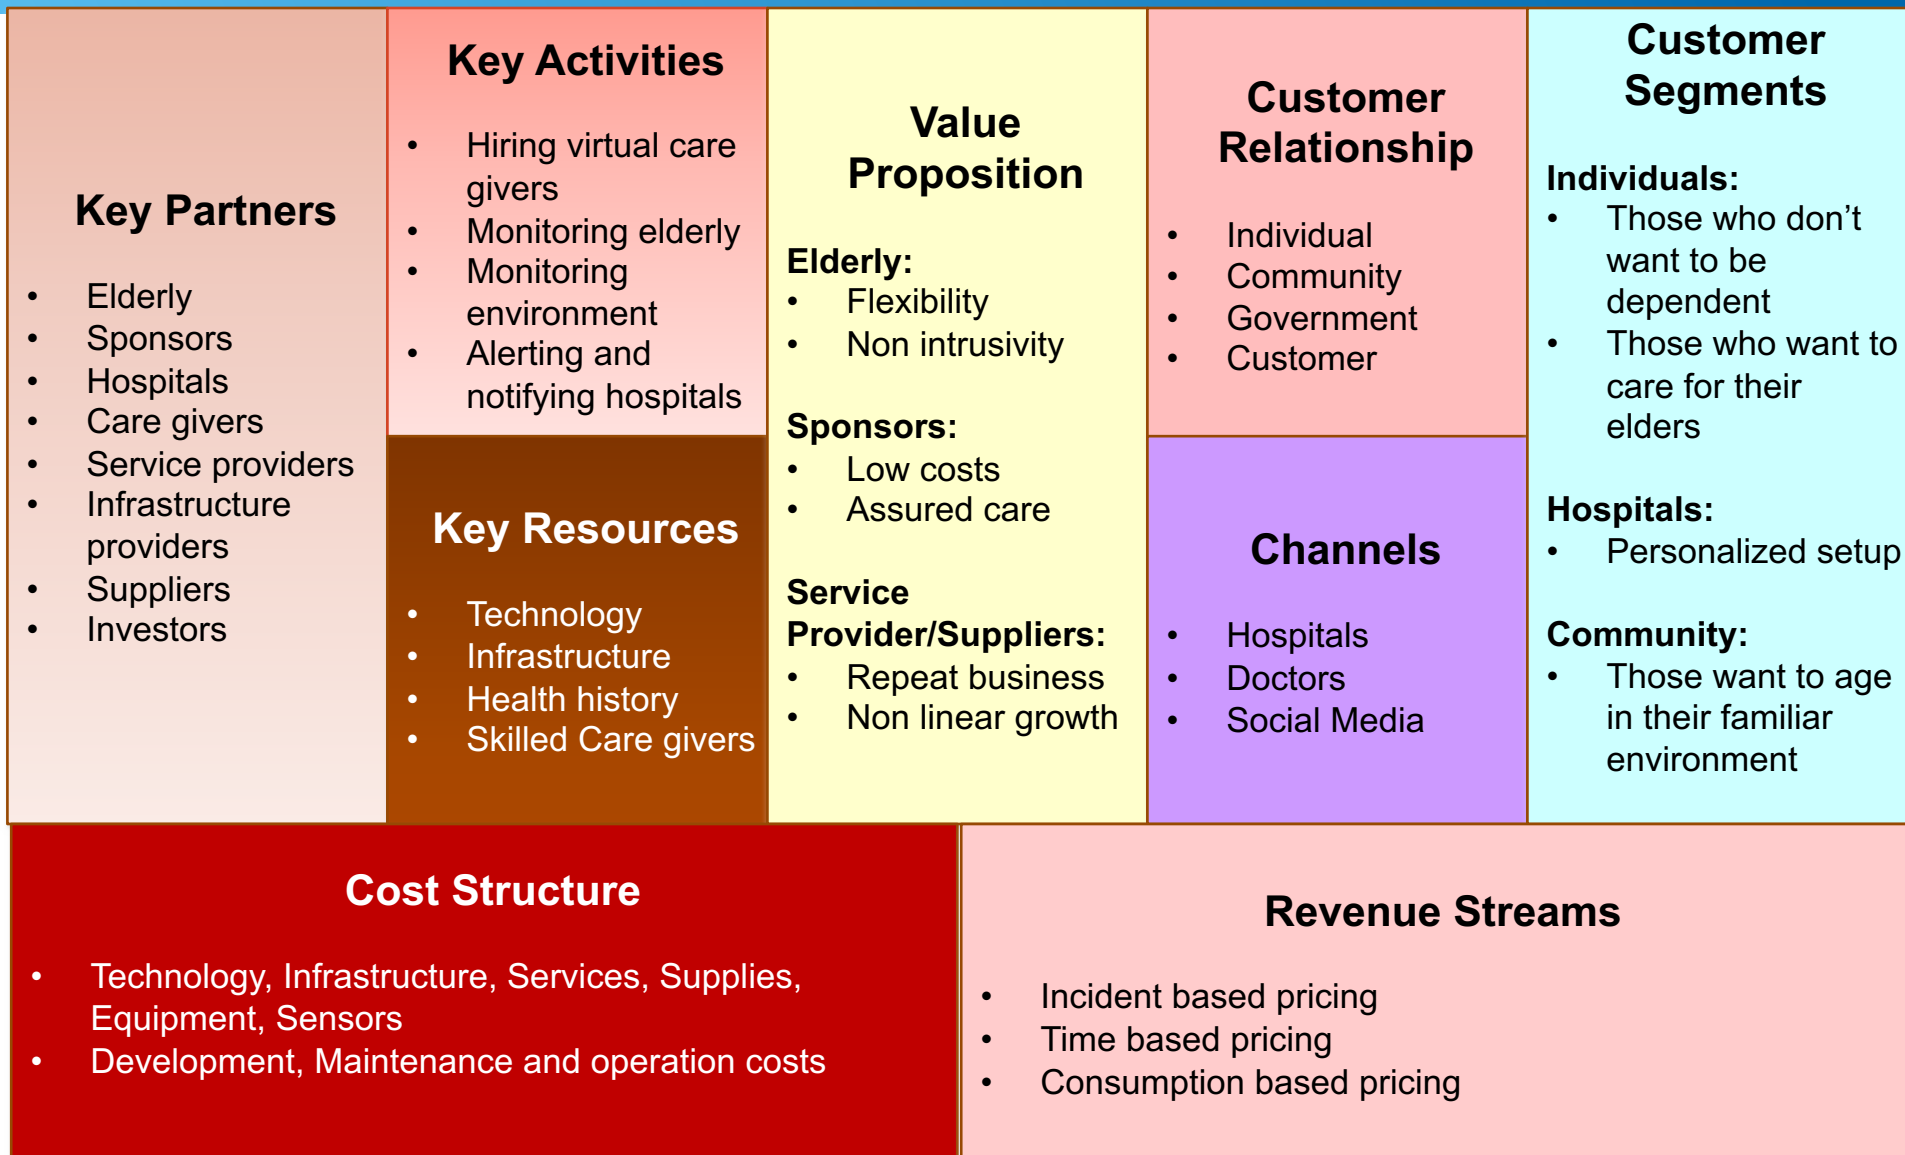 Key Partners
• Elderly
• Sponsors
• Hospitals
• Care givers
• Service providers
• Infrastructure
providers
• Suppliers
• Investors
Key Activities
• Hiring virtual care
givers
• Monitoring elderly
• Monitoring
environment
• Alerting and
notifying hospitals
Key Resources
• Technology
• Infrastructure
• Health history
• Skilled Care givers
Value
Proposition
Elderly:
• Flexibility
• Non intrusivity
Sponsors:
• Low costs
• Assured care
Service
Provider/Suppliers:
• Repeat business
• Non linear growth
Customer
Relationship
• Individual
• Community
• Government
• Customer
Channels
• Hospitals
• Doctors
• Social Media
Customer
Segments
Individuals:
• Those who don’t
want to be
dependent
• Those who want to
care for their
elders
Hospitals:
• Personalized setup
Community:
• Those want to age
in their familiar
environment
Cost Structure
• Technology, Infrastructure, Services, Supplies,
Equipment, Sensors
• Development, Maintenance and operation costs
Revenue Streams
• Incident based pricing
• Time based pricing
• Consumption based pricing